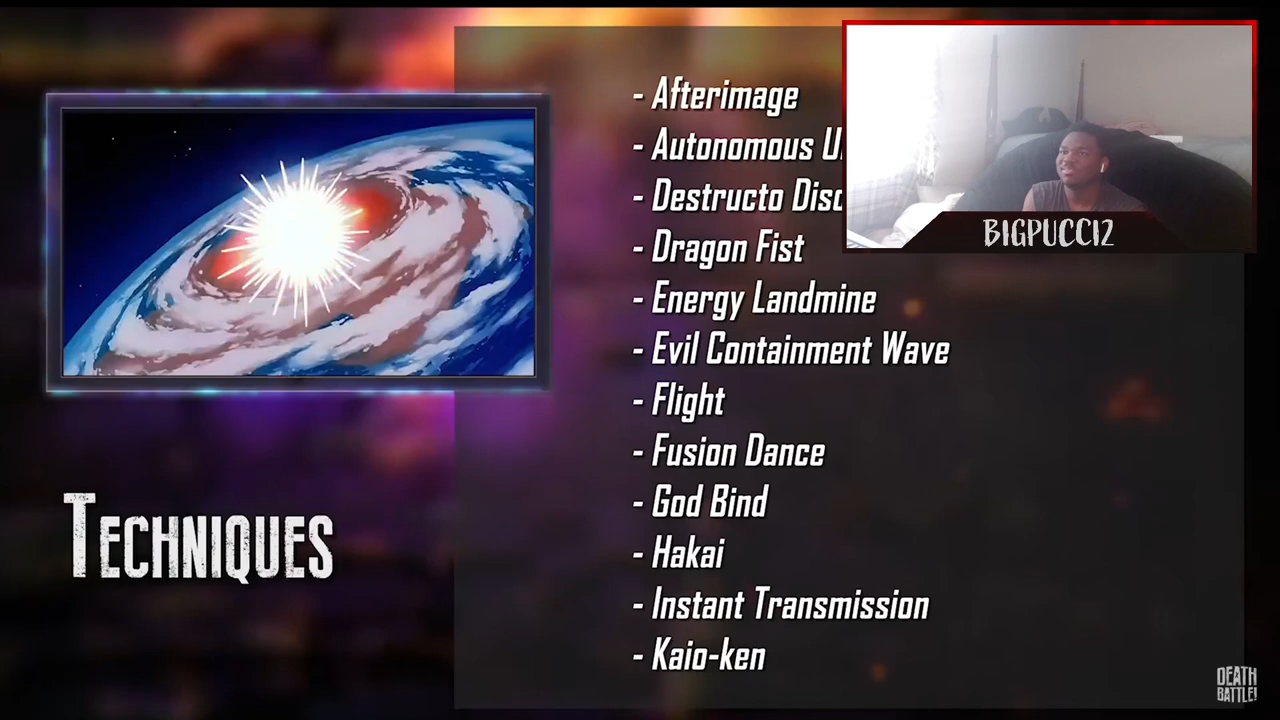 - Afterimage
- Autonomous
- Destructo Disc
- Dragon Fist
- Energy Landmine
- Evil Containment Wave
- Flight
- Fusion Dance
- God Bind
- Hakai
- Instant Transmission
- Kaio-ken
BIGPUCCI2
TECHNIQUES
DEATH
BATTLE!